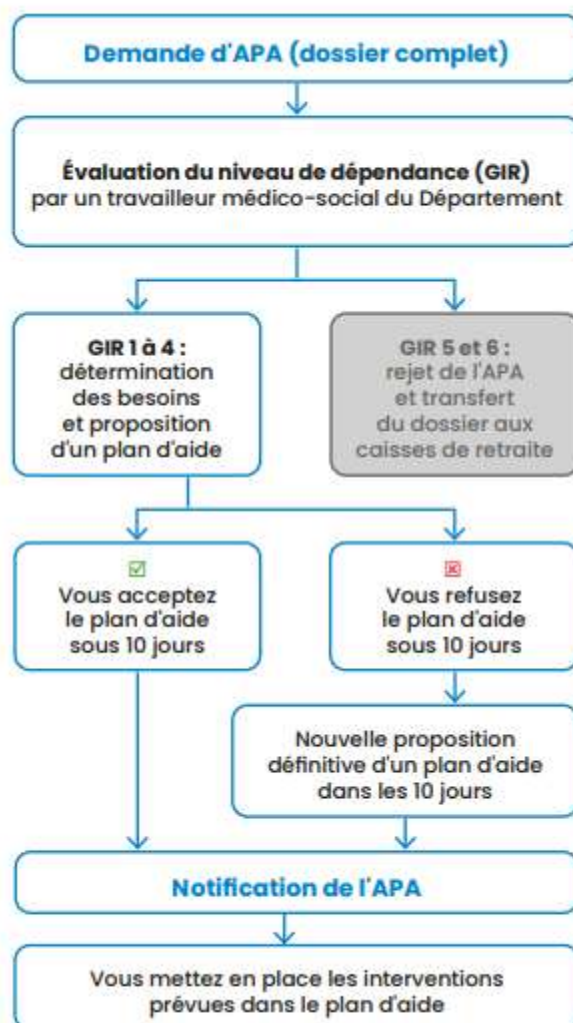 Demande d'APA (dossier complet)
Évaluation du niveau de dépendance (GIR)
par un travailleur médico-social du Département
GIR 1 à 4 :
détermination
des besoins
et proposition
d'un plan d'aide
GIR 5 et 6 :
rejet de l'APA
et transfert
du dossier aux
caisses de retraite
Vous acceptez
le plan d'aide
sous 10 jours
Vous refusez
le plan d'aide
sous 10 jours
Nouvelle proposition
définitive d'un plan d'aide
dans les 10 jours
Notification de l'APA
Vous mettez en place les interventions
prévues dans le plan d'aide